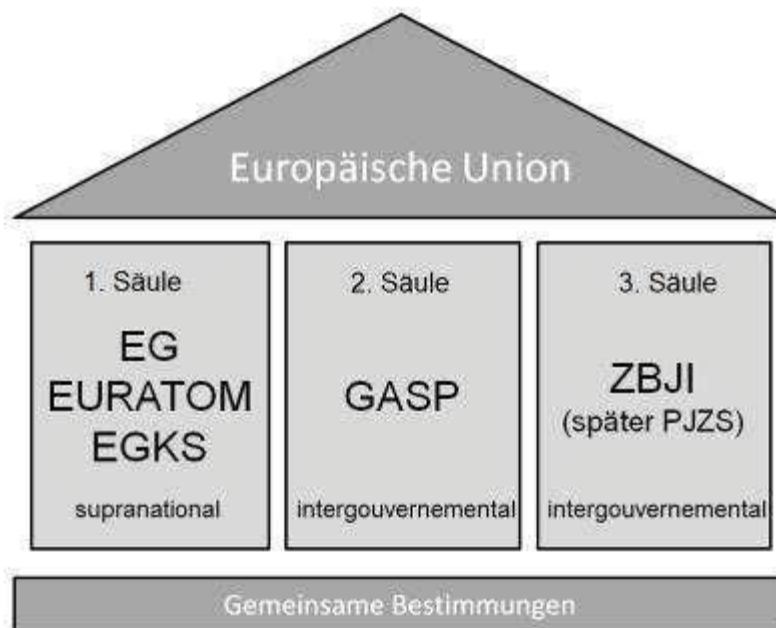 Europäische Union
1. Säule
EG
EURATOM
EGKS
supranational
2. Säule
GASP
intergouvernemental
3. Säule
ZBJI
(später PJZS)
intergouvernemental
Gemeinsame Bestimmungen